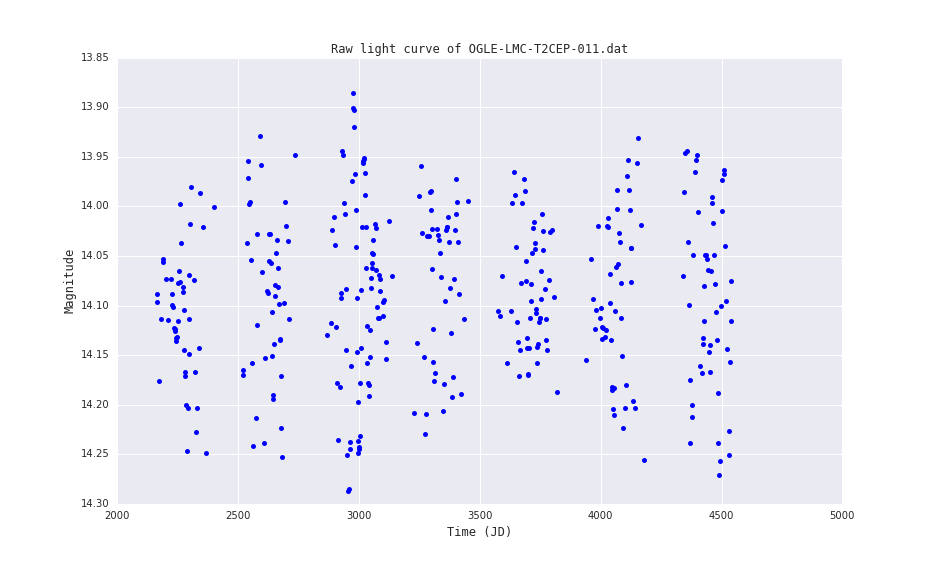 Raw light curve of OGLE-LMC-T2CEP-011.dat
13.85
13.90
13.95
14.00
14.05
14.10
14.15
14.20
14.25
14.30
Magnitude
2000 2500 3000 3500 4000 4500 5000
Time (JD)